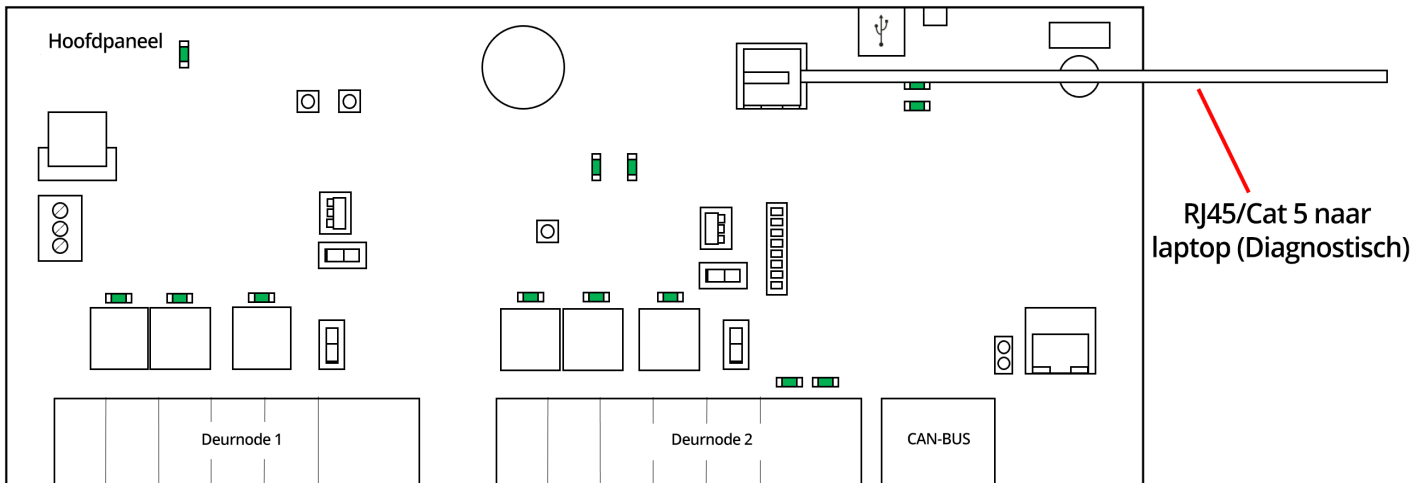 Hoofdpaneel
RJ45/Cat 5 naar
laptop (Diagnostisch)
Deurnode 1
Deurnode 2
CAN-BUS